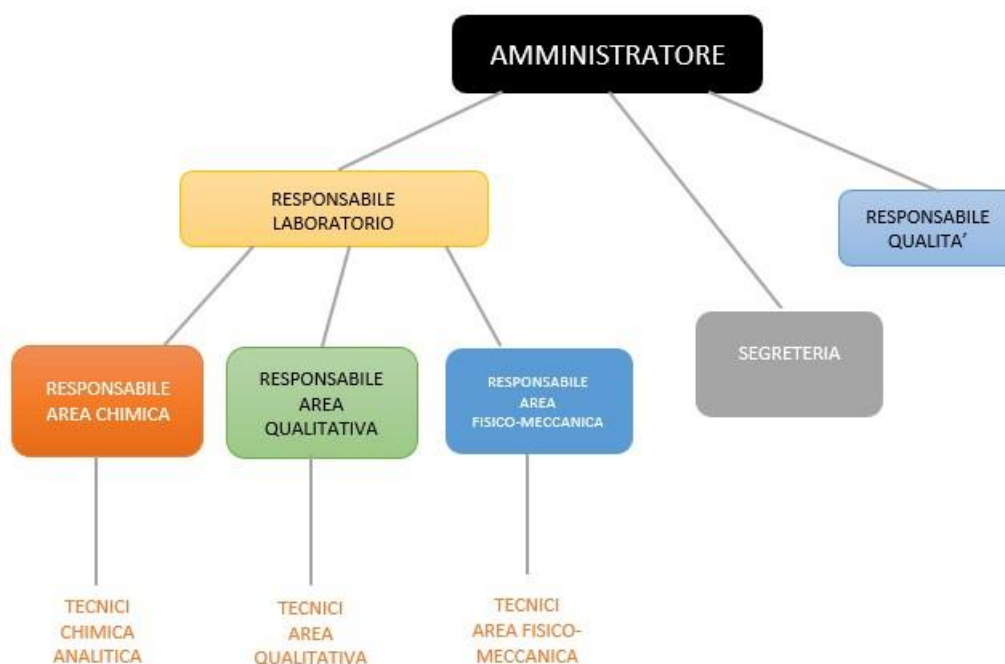 AMMINISTRATORE
RESPONSABILE
LABORATORIO
RESPONSABILE
QUALITA’
SEGRETERIA
RESPONSABILE
AREA CHIMICA
RESPONSABILE
AREA
QUALITATIVA
RESPONSABILE
AREA
FISICO-MECCANICA
TECNICI
CHIMICA
ANALITICA
TECNICI
AREA
QUALITATIVA
TECNICI
AREA FISICO-
MECCANICA